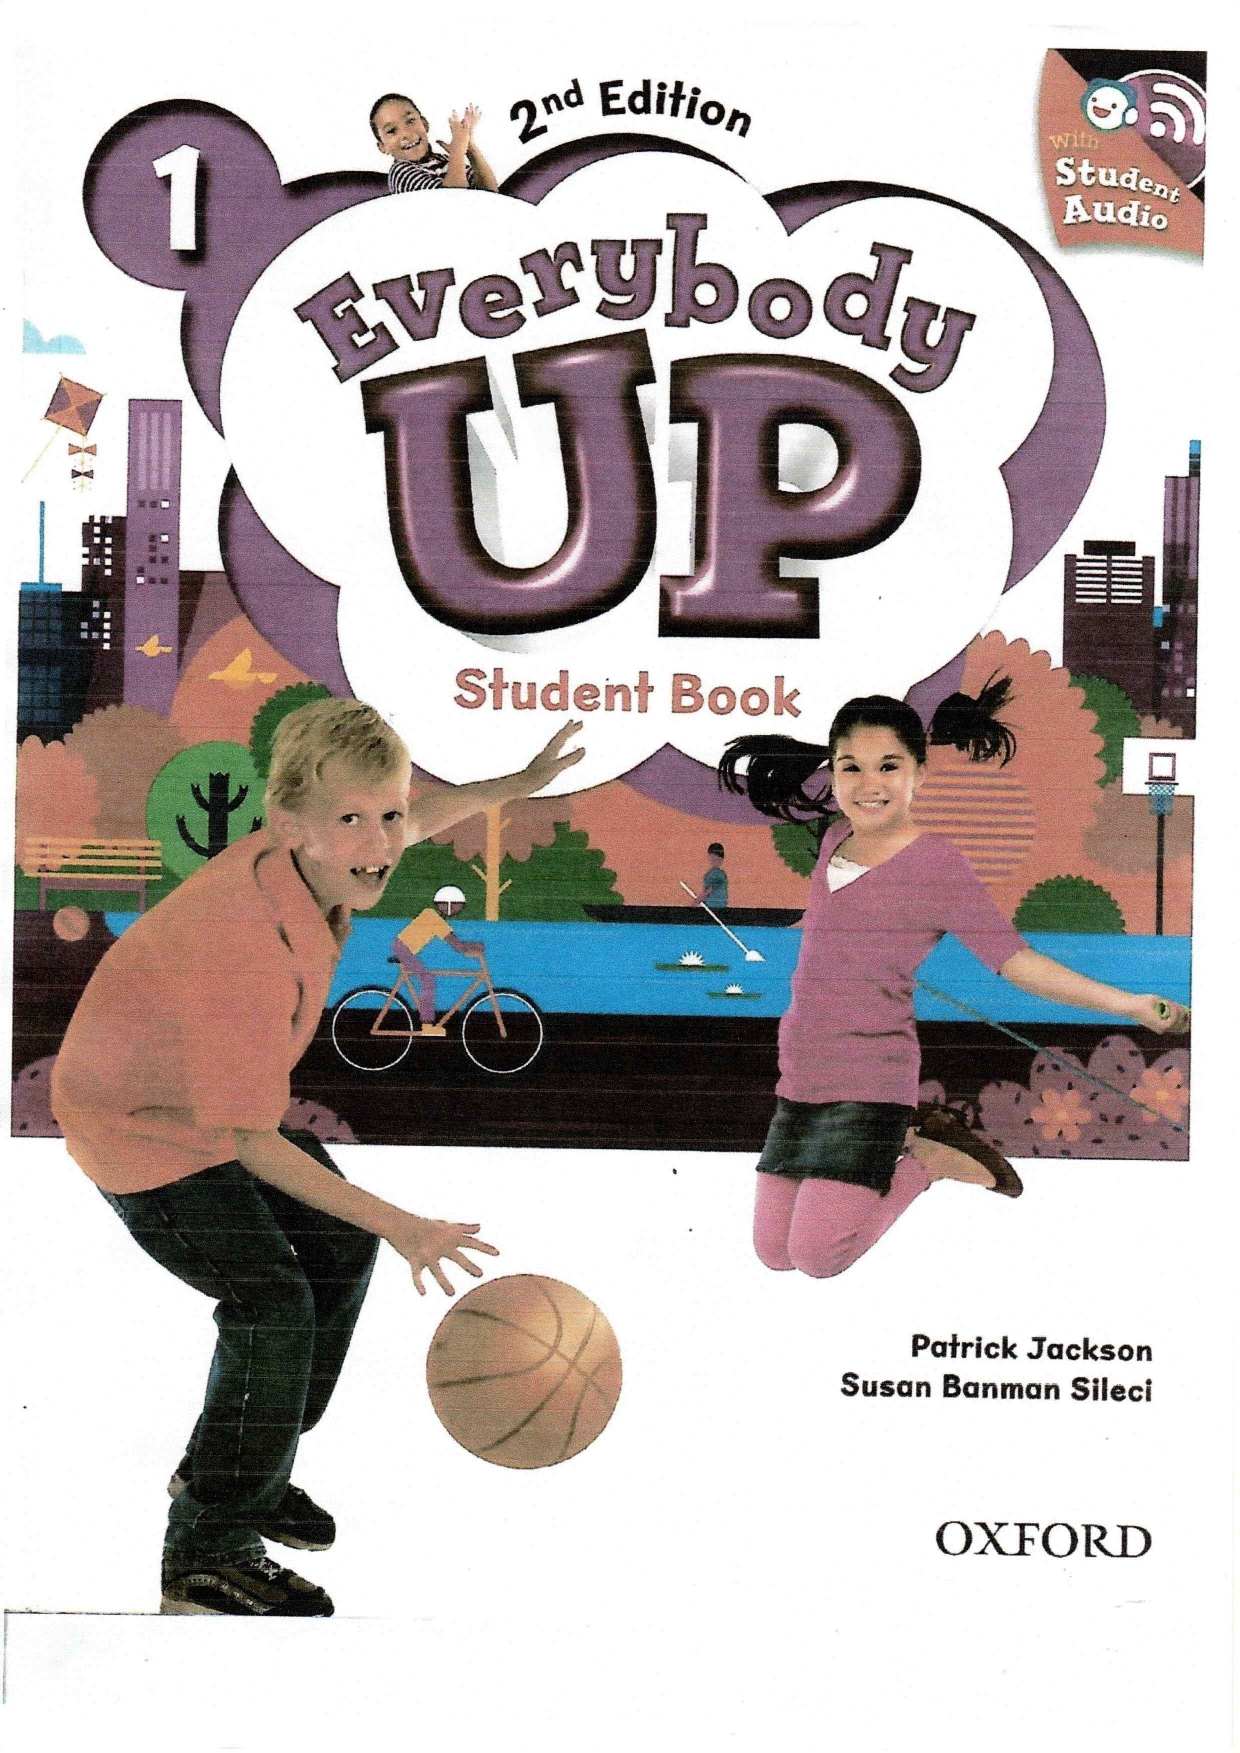 2nd Edition
1
With
Student
Audio
Everybody
UP
Student Book
Patrick Jackson
Susan Banman Sileci
OXFORD